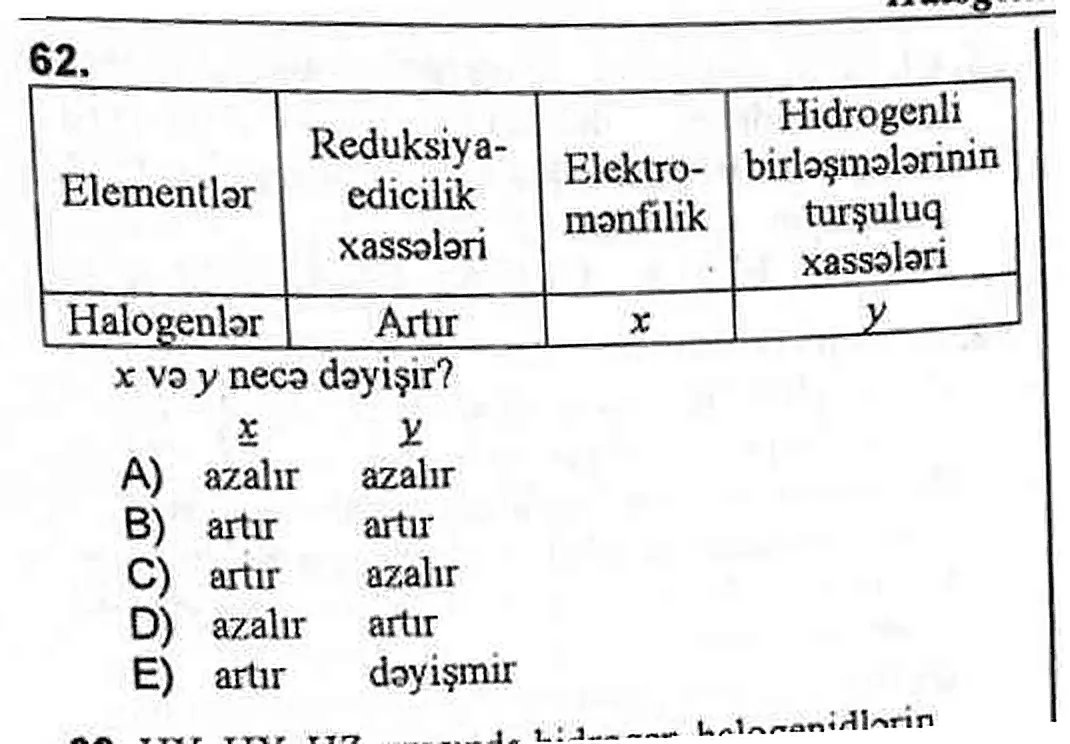 62.
Elementlər
Reduksiya-
edicilik
xassələri
Elektro-
mənfilik
Hidrogenli
birləşmələrinin
turşuluq
xassələri
Halogenlər Artır x y
x və y necə dəyişir?
x y
A) azalır azalır
B) artır artır
C) artır azalır
D) azalır artır
E) artır dəyişmir